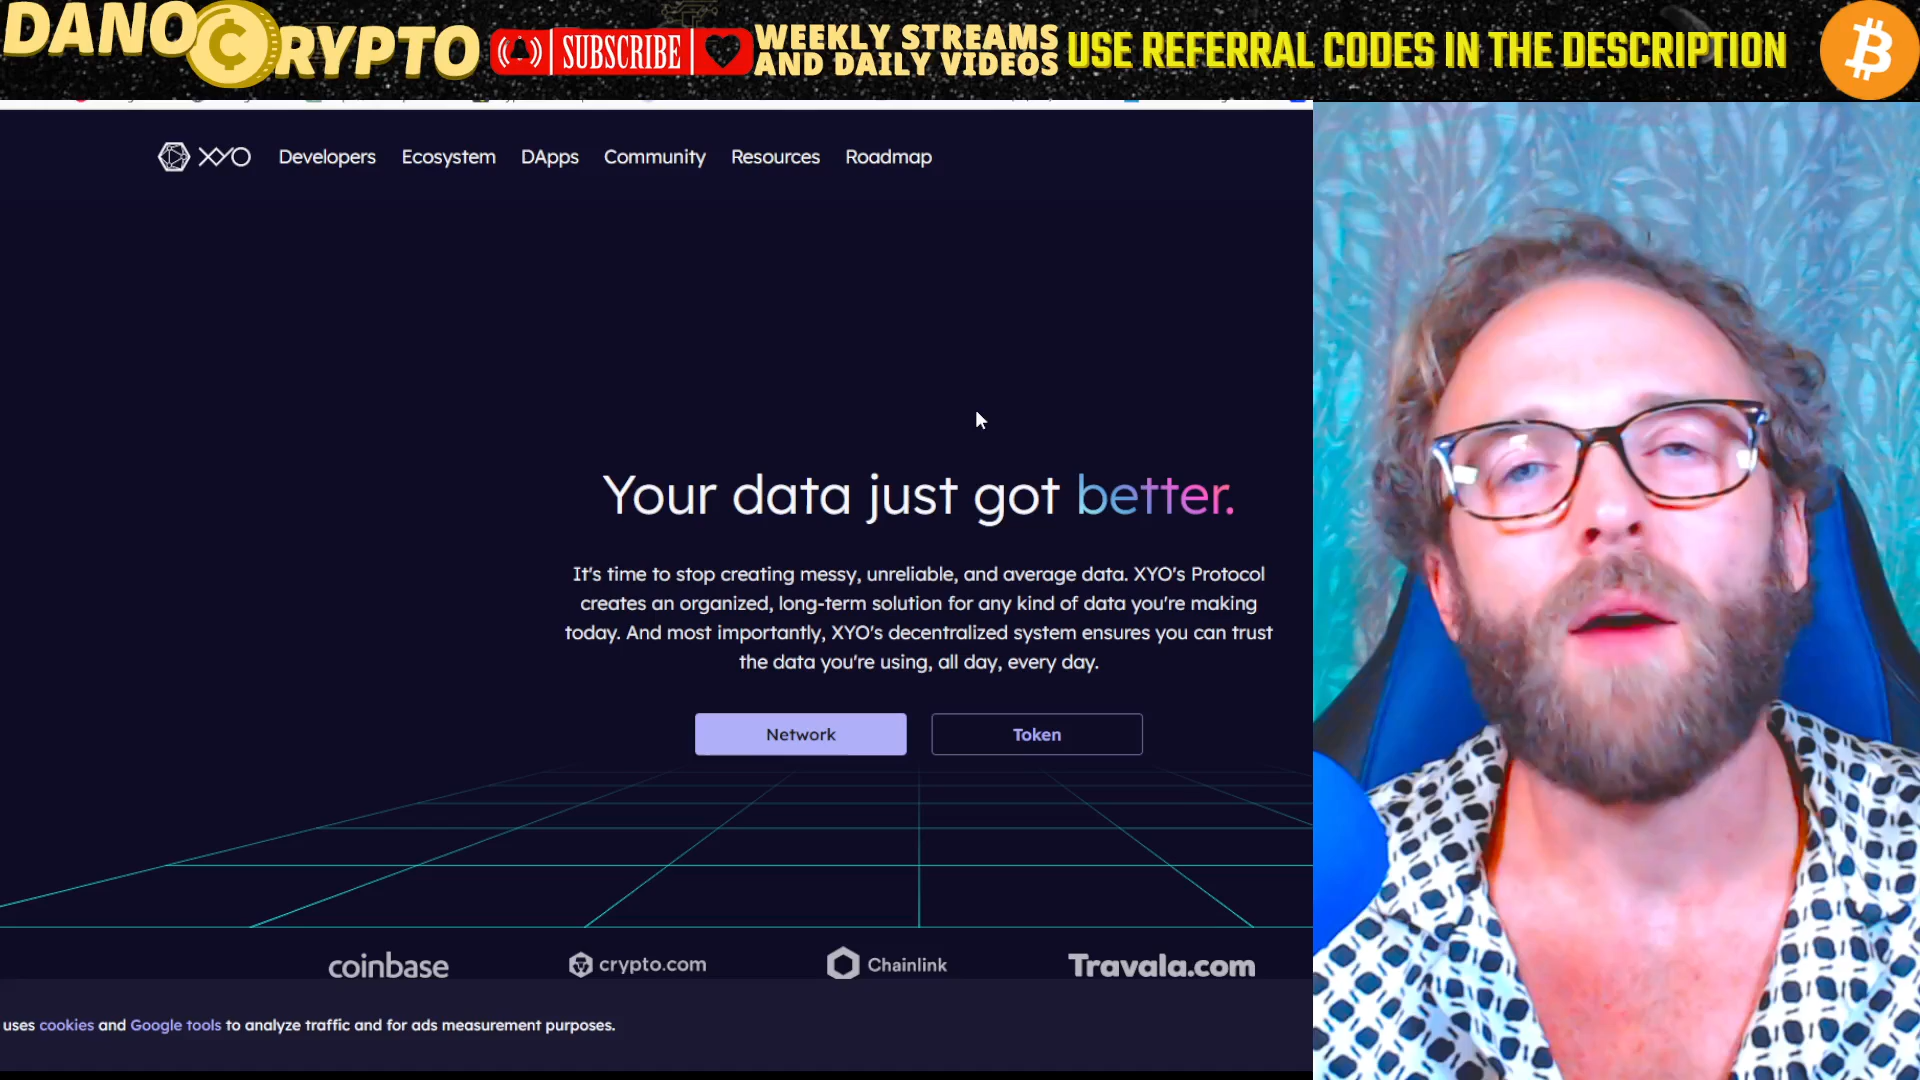 DANO CRYPTO
SUBSCRIBE
WEEKLY STREAMS
AND DAILY VIDEOS
USE REFERRAL CODES IN THE DESCRIPTION
XYO Developers Ecosystem DApps Community Resources Roadmap
Your data just got better.
It's time to stop creating messy, unreliable, and average data. XYO's Protocol
creates an organized, long-term solution for any kind of data you're making
today. And most importantly, XYO's decentralized system ensures you can trust
the data you're using, all day, every day.
Network Token
coinbase crypto.com Chainlink Travala.com
uses cookies and Google tools to analyze traffic and for ads measurement purposes.